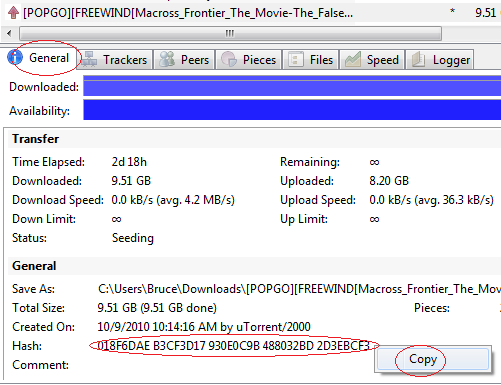 [POPGO][FREEWIND[Macross_Frontier_The_Movie-The_False... * 9.51 G
General Trackers Peers Pieces Files Speed Logger
Downloaded:
Availability:
Transfer
Time Elapsed: 2d 18h Remaining: ∞
Downloaded: 9.51 GB Uploaded: 8.20 GB
Download Speed: 0.0 kB/s (avg. 4.2 MB/s) Upload Speed: 0.0 kB/s (avg. 36.3 kB/s)
Down Limit: ∞ Up Limit: ∞
Status: Seeding
General
Save As: C:\Users\Bruce\Downloads\[POPGO][FREEWIND[Macross_Frontier_The_Mov
Total Size: 9.51 GB (9.51 GB done) Pieces:
Created On: 10/9/2010 10:14:16 AM by uTorrent/2000
Hash: 018F6DAE B3CF3D17 930E0C9B 488032BD 2D3EBCF3
Copy
Comment: